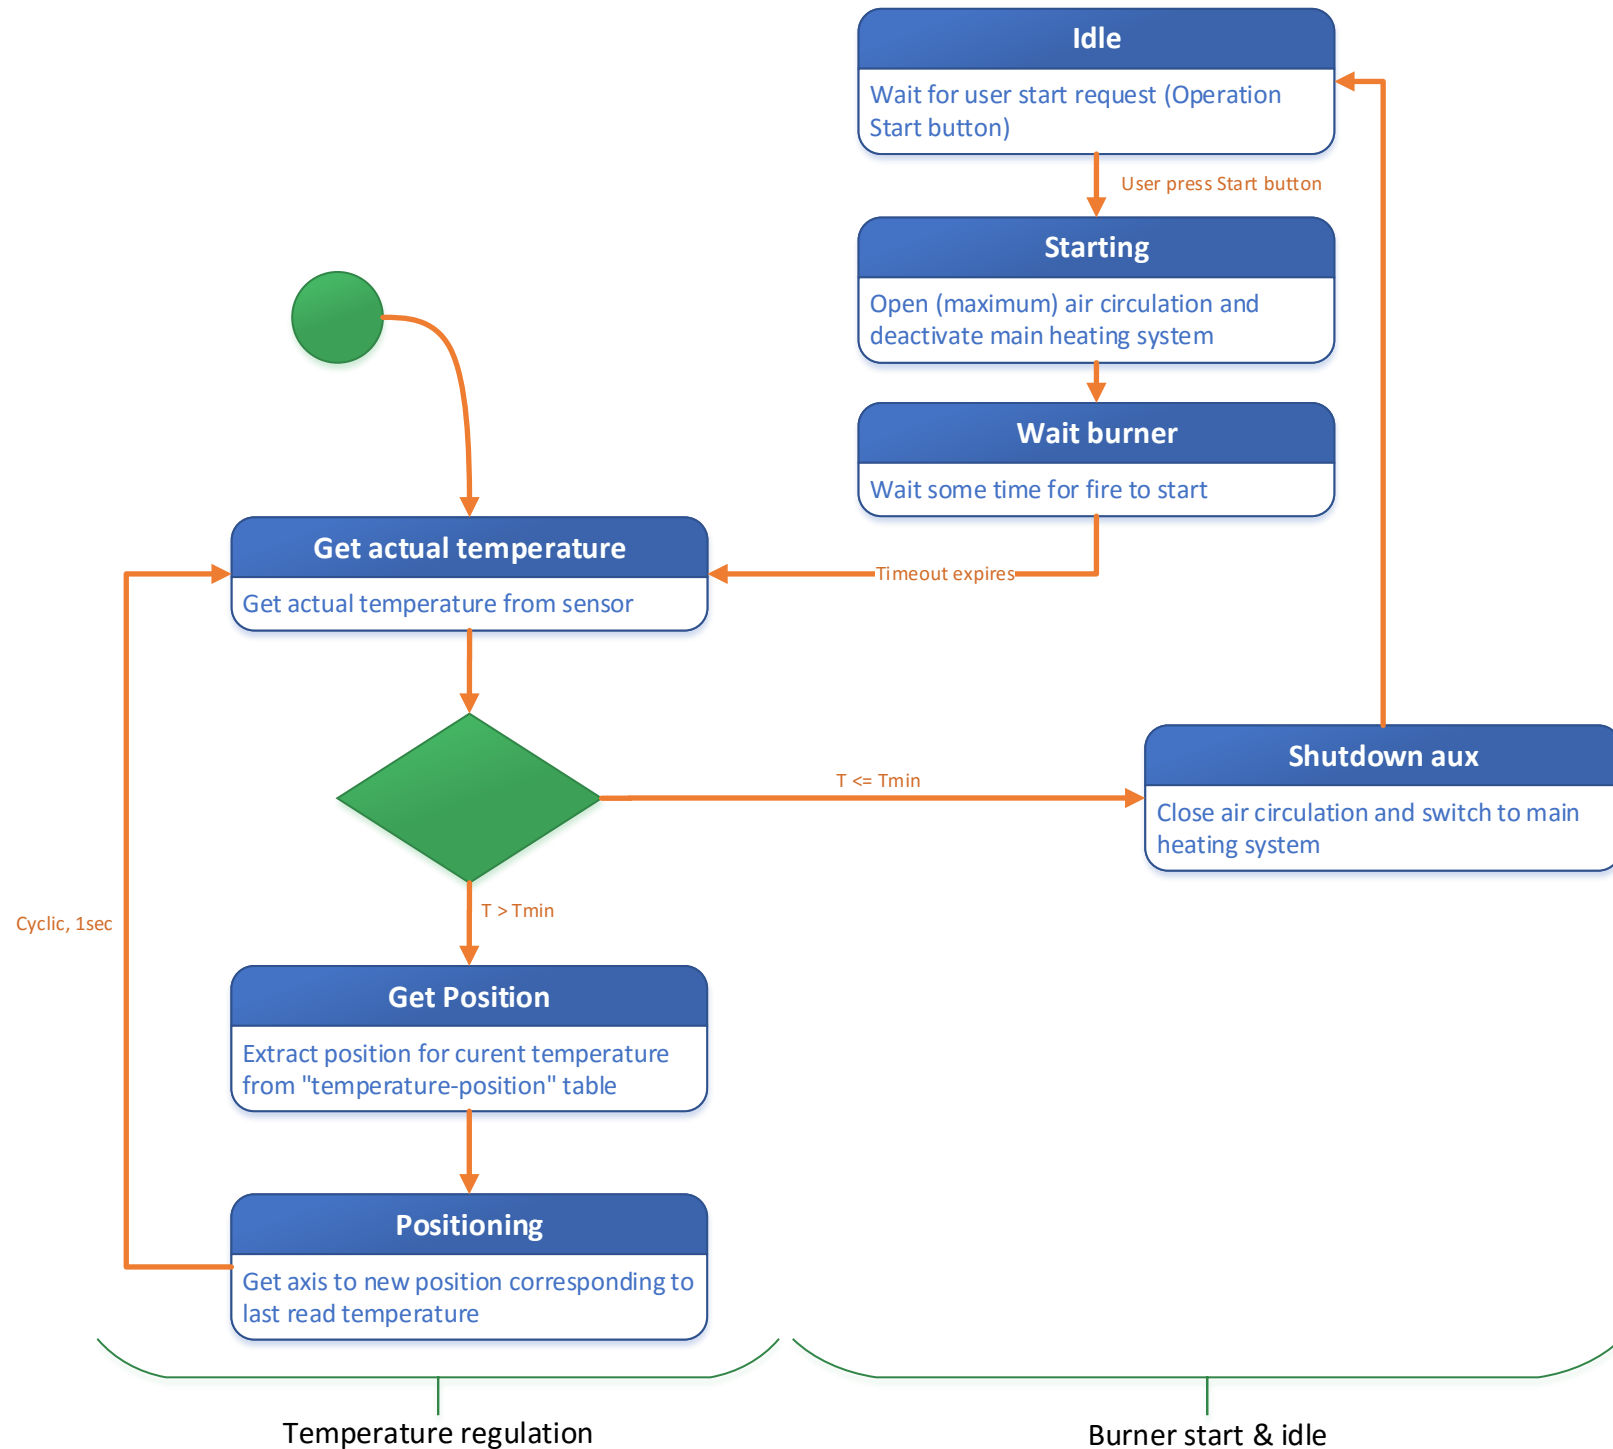 Idle
Wait for user start request (Operation
Start button)
User press Start button
Starting
Open (maximum) air circulation and
deactivate main heating system
Wait burner
Wait some time for fire to start
Timeout expires
Get actual temperature
Get actual temperature from sensor
T <= Tmin
Shutdown aux
Close air circulation and switch to main
heating system
T > Tmin
Cyclic, 1sec
Get Position
Extract position for curent temperature
from "temperature-position" table
Positioning
Get axis to new position corresponding to
last read temperature
Temperature regulation
Burner start & idle